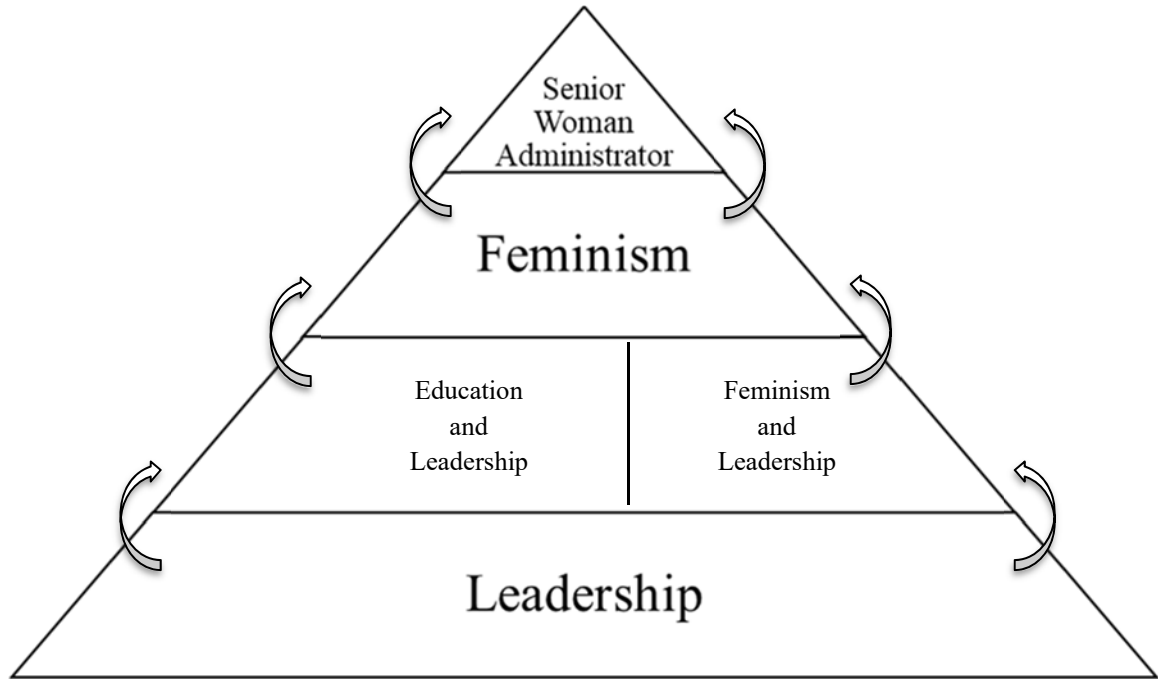 Senior
Woman
Administrator
Feminism
Education
and
Leadership
Feminism
and
Leadership
Leadership